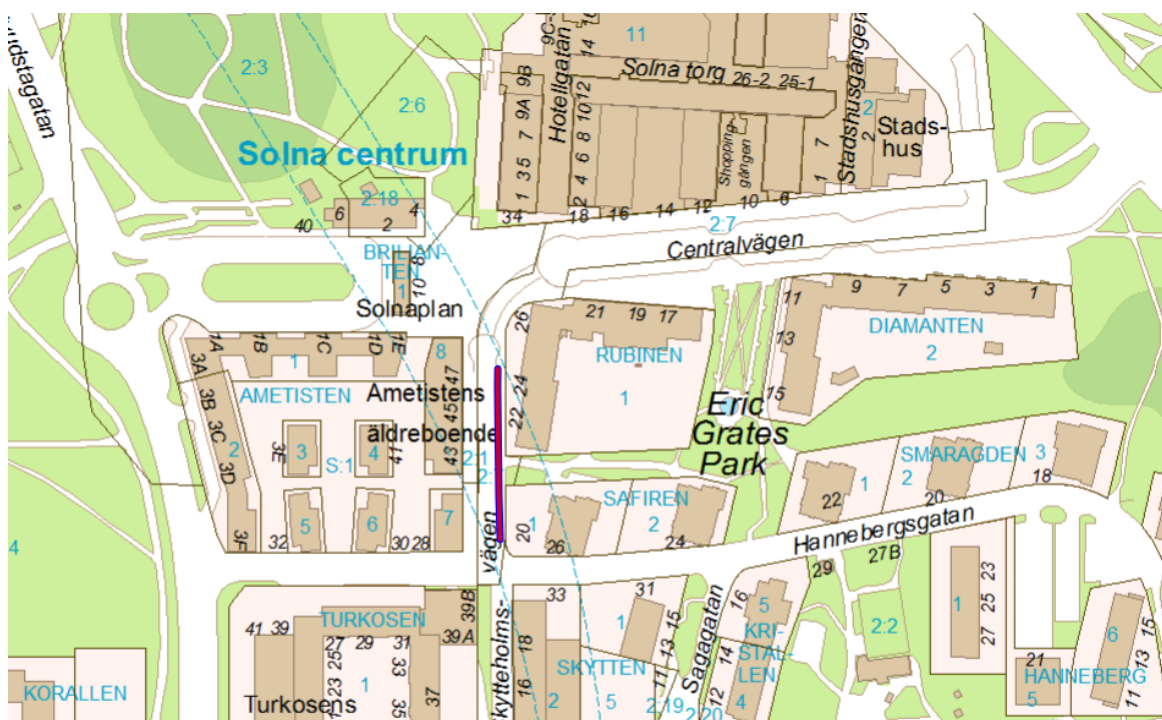 uudstagatan
2:3
2:6
Solna centrum
2:18
6
2
4
40
BRILJAN-
TEN
1
10 8
Solnaplan
9C-
16
14
11
Solna torg
26-2
25-1
Hotellgatan
9B
9A
7
3 5
1
12
10
8
6
4
2
Shopping-
gången
7
1
Stadshusgången
2
2
Stads-
hus
34
18
16
14
12
10
6
2:7
Centralvägen
1A
1B
1C
1D
1E
1
8
3A
3B
3C
3D
3F
AMETISTEN
2
3
3E
S:1
4
41
5
6
7
32
30
28
47
45
43
Ametistens
äldreboende
2:1
26
24
22
21
19
17
RUBINEN
1
11
13
15
9
7
5
3
1
DIAMANTEN
2
Eric
Grates
Park
SMARAGDEN
3
18
2
20
1
22
SAFIREN
1
20
26
2
24
Hannebergsgatan
29
27B
vägen
Skytteholms-
4
TURKOSEN
41
39
27
29
31
39B
39A
25
23
33
35
37
1
Turkosens
KORALLEN
33
18
16
2
SKYTTEN
1
31
15
13
11
5
Sagagatan
2:19
2:20
16
14
12
5
KRI-
STAL-
LEN
4
2:2
1
23
25
27
21
5
HANNEBERG
6
15
13
11